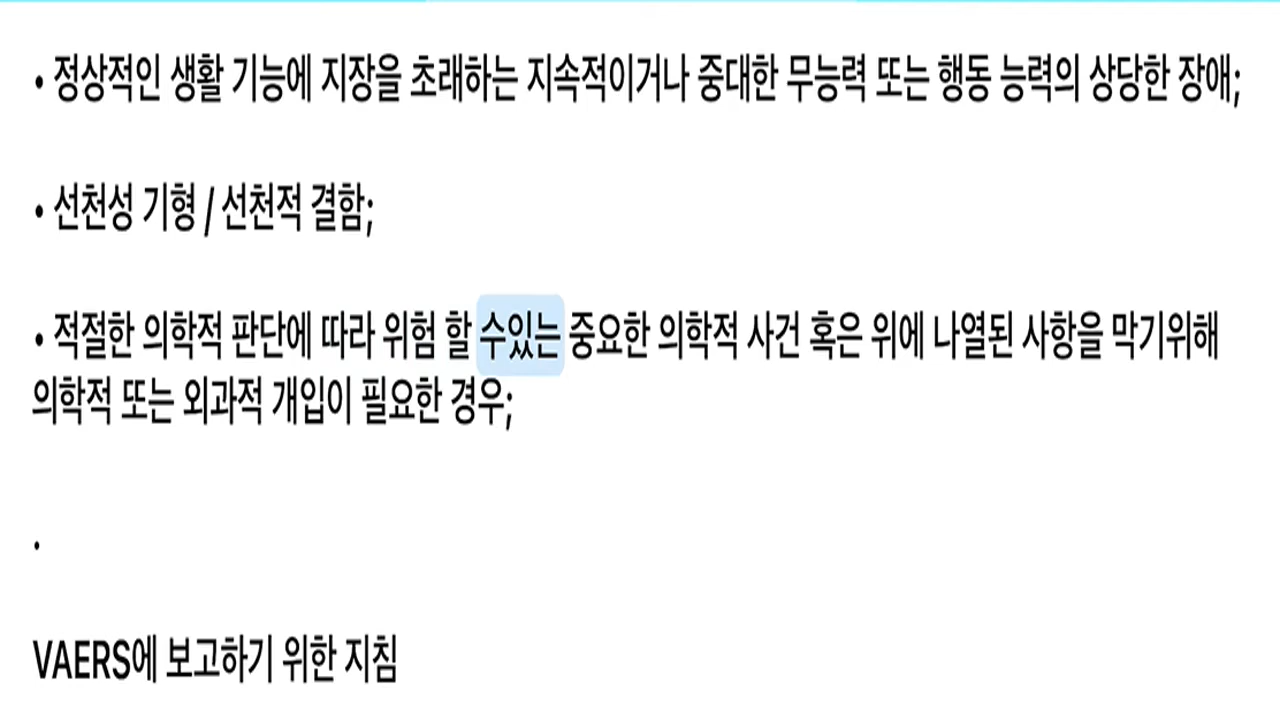 • 정상적인 생활 기능에 지장을 초래하는 지속적이거나 중대한 무능력 또는 행동 능력의 상당한 장애;
• 선천성 기형 / 선천적 결함;
• 적절한 의학적 판단에 따라 위험 할 수있는 중요한 의학적 사건 혹은 위에 나열된 사항을 막기위해
의학적 또는 외과적 개입이 필요한 경우;
•
VAERS에 보고하기 위한 지침